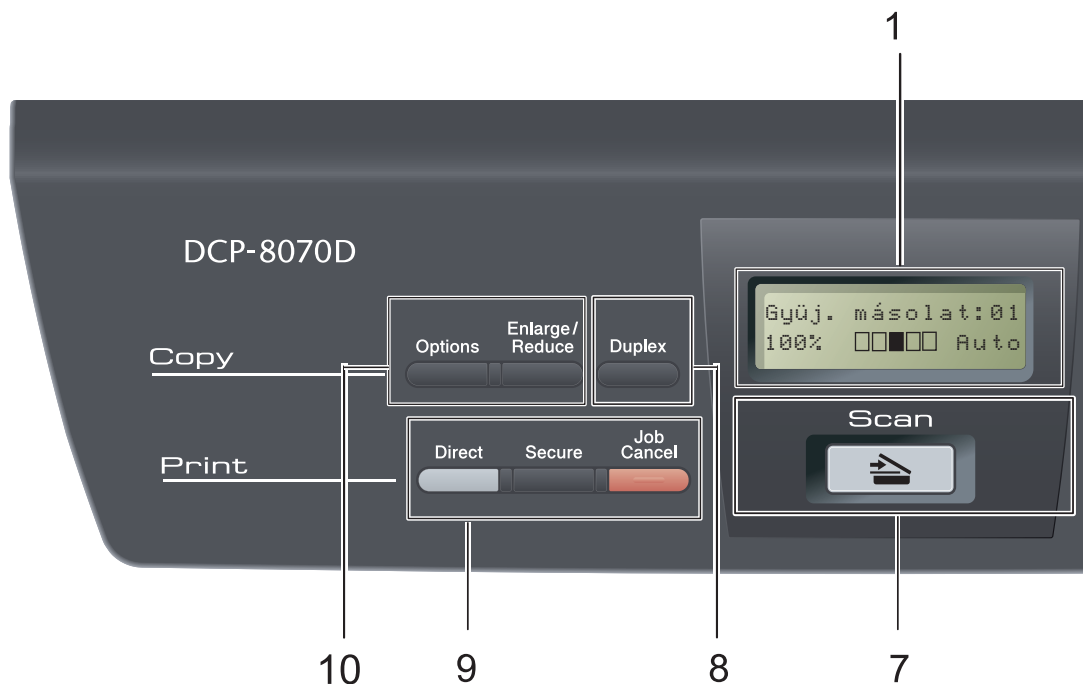 1
DCP-8070D
Gyüj. másolat:01
100% Auto
Copy
Options
Enlarge/
Reduce
Duplex
Scan
Print
Direct
Secure
Job
Cancel
10
9
8
7